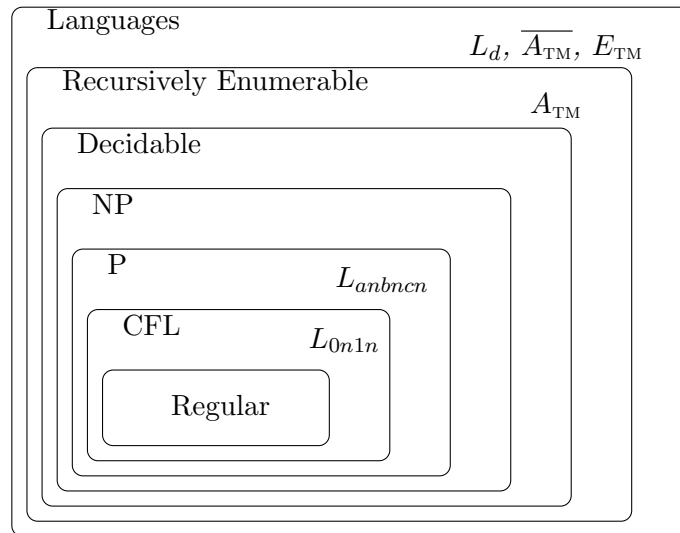 Languages
L_d, \overline{A_{TM}}, E_{TM}
Recursively Enumerable
A_{TM}
Decidable
NP
P
L_{anbncn}
CFL
L_{0n1n}
Regular